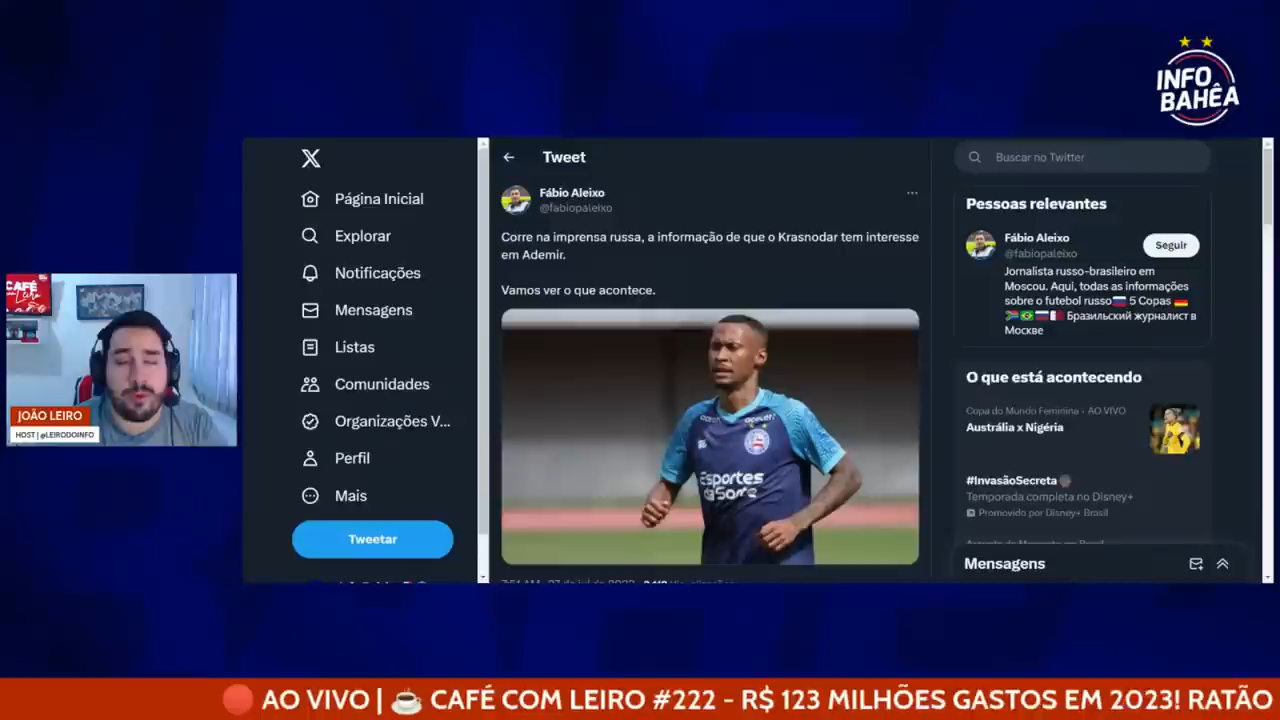 INFO
BAHÊA
X
Página Inicial
Explorar
Notificações
Mensagens
Listas
Comunidades
Organizações V...
Perfil
Mais
Tweetar
Tweet
Fábio Aleixo
@fabiopaleixo
Corre na imprensa russa, a informação de que o Krasnodar tem interesse
em Ademir.
Vamos ver o que acontece.
Esportes
da Sorte
Buscar no Twitter
Pessoas relevantes
Fábio Aleixo
@fabiopaleixo
Seguir
Jornalista russo-brasileiro em
Moscou. Aqui, todas as informações
sobre o futebol russo 5 Copas
Бразильский журналист в
Москве
O que está acontecendo
Copa do Mundo Feminina · AO VIVO
Austrália x Nigéria
#InvasãoSecreta
Temporada completa no Disney+
Promovido por Disney+ Brasil
Mensagens
CAFÉ
com
Leiro
JOÃO LEIRO
HOST | @LEIRODOINFO
AO VIVO | ☕ CAFÉ COM LEIRO #222 - R$ 123 MILHÕES GASTOS EM 2023! RATÃO